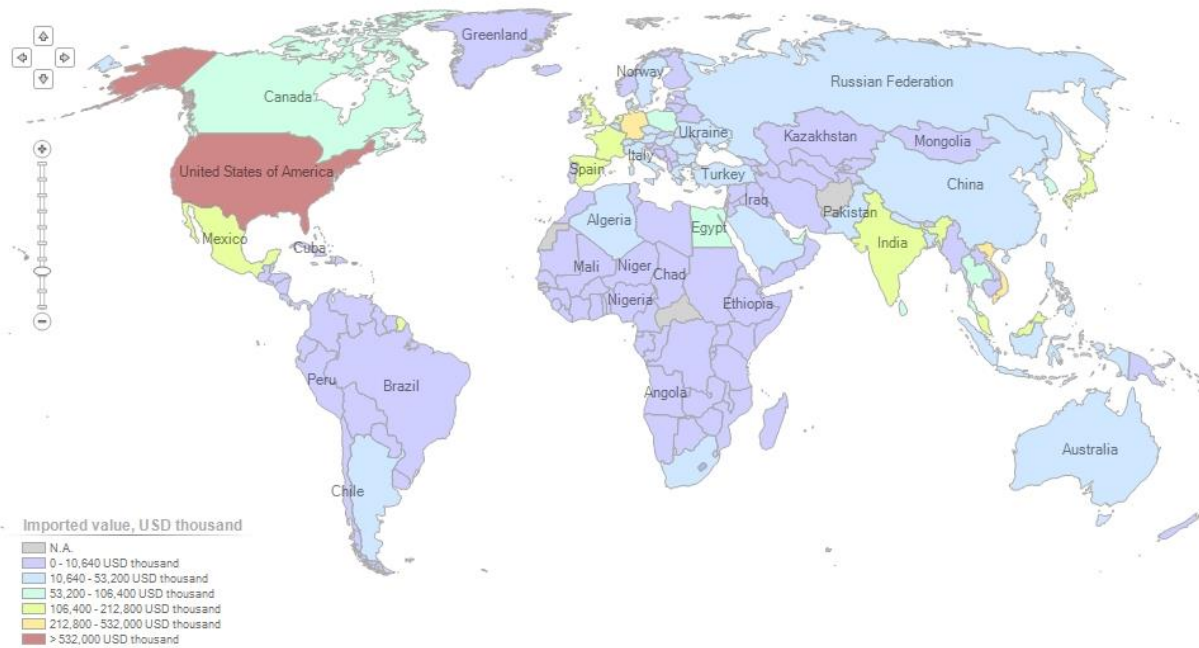 Greenland
Norway
Russian Federation
Canada
Ukraine
Kazakhstan
Mongolia
Italy
Spain
United States of America
Turkey
China
Iraq
Pakistan
Algeria
Egypt
Mexico
India
Cuba
Mali
Niger
Chad
Nigeria
Ethiopia
Peru
Brazil
Angola
Australia
Chile
Imported value, USD thousand
N.A.
0 - 10,640 USD thousand
10,640 - 53,200 USD thousand
53,200 - 106,400 USD thousand
106,400 - 212,800 USD thousand
212,800 - 532,000 USD thousand
> 532,000 USD thousand